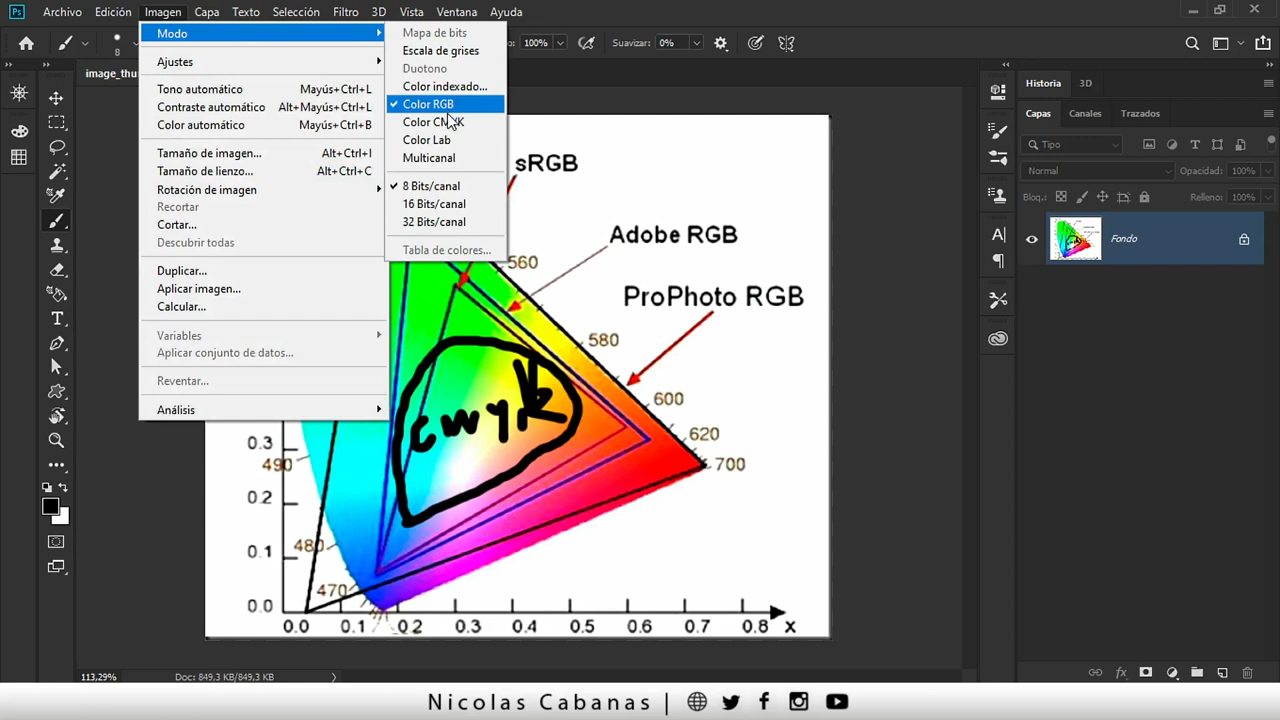 Ps Archivo Edición Imagen Capa Texto Selección Filtro 3D Vista Ventana Ayuda
8 100% Suavizar: 0%
image_thu
Modo
Ajustes
Tono automático Mayús+Ctrl+L
Contraste automático Alt+Mayús+Ctrl+L
Color automático Mayús+Ctrl+B
Tamaño de imagen... Alt+Ctrl+I
Tamaño de lienzo... Alt+Ctrl+C
Rotación de imagen
Recortar
Cortar...
Descubrir todas
Duplicar...
Aplicar imagen...
Calcular...
Variables
Aplicar conjunto de datos...
Reventar...
Análisis
Mapa de bits
Escala de grises
Duotono
Color indexado...
Color RGB
Color CMYK
Color Lab
Multicanal
8 Bits/canal
16 Bits/canal
32 Bits/canal
Tabla de colores...
sRGB
Adobe RGB
ProPhoto RGB
560
580
600
620
700
cmyk
490
480
470
0.3
0.2
0.1
0.0
0.0 0.1 0.2 0.3 0.4 0.5 0.6 0.7 0.8 x
Historia 3D
Capas Canales Trazados
Tipo
Normal Opacidad: 100%
Bloq.: Relleno: 100%
Fondo
113,29% Doc: 849,3 KB/849,3 KB
Nicolas Cabanas |